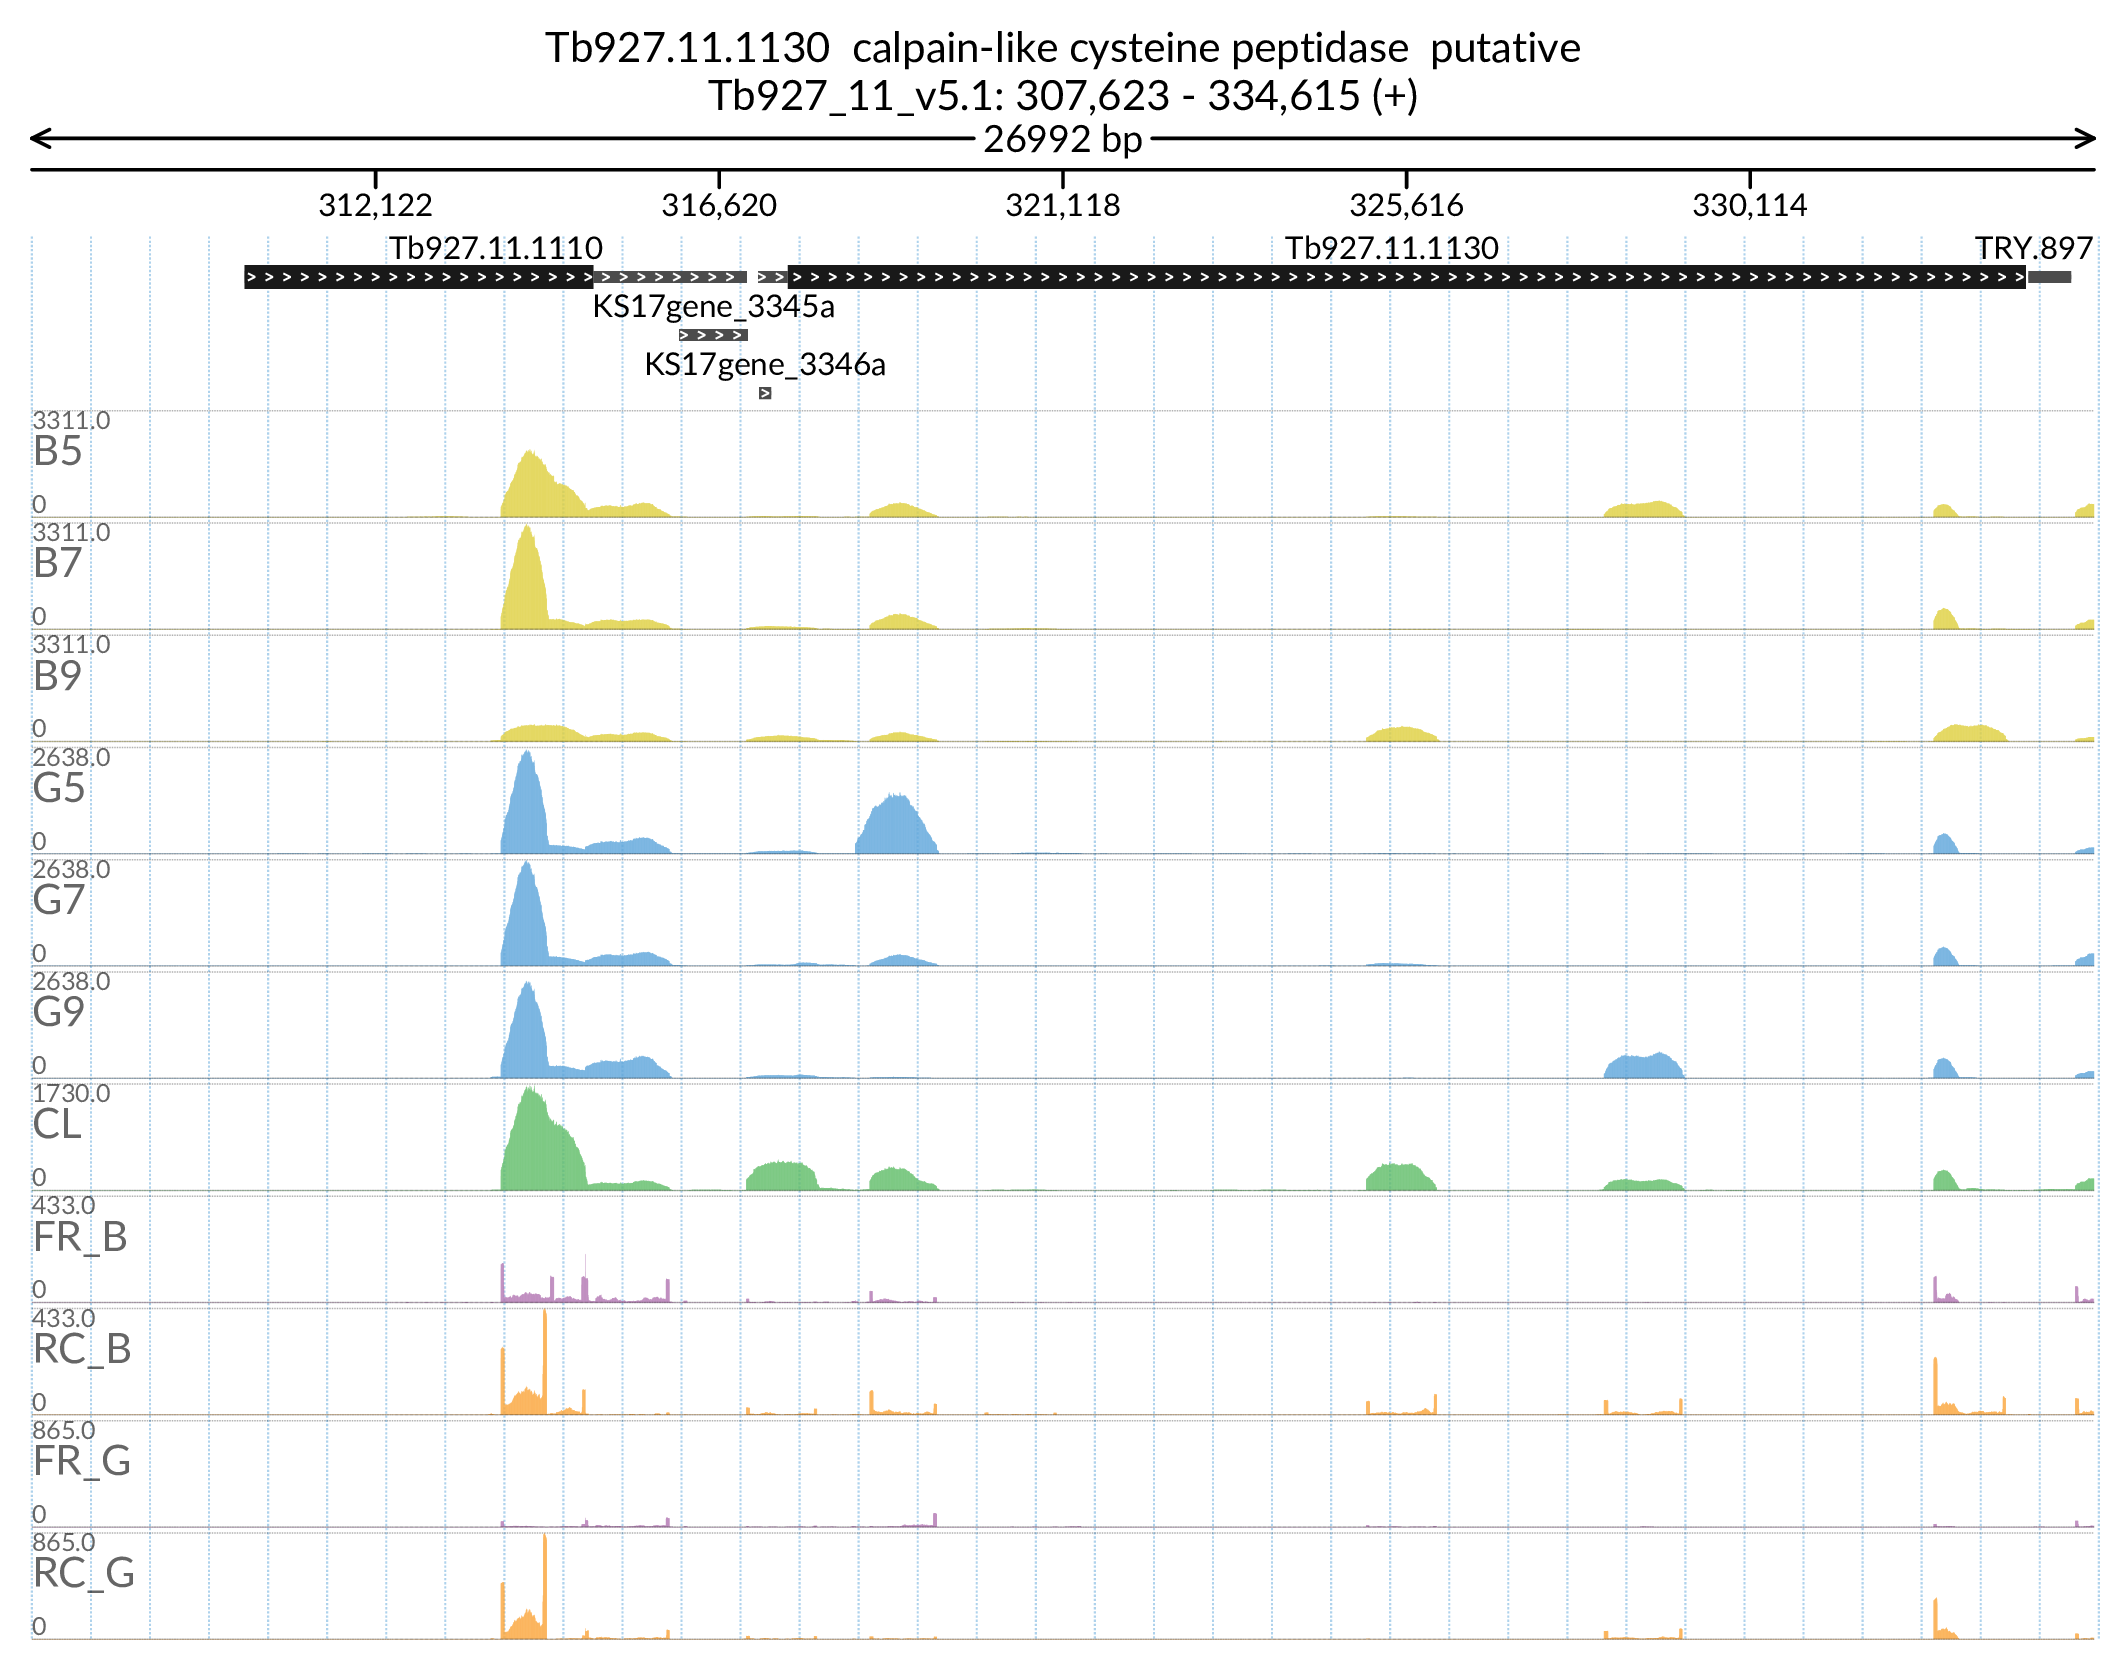 Tb927.11.1130 calpain-like cysteine peptidase putative
Tb927_11_v5.1: 307,623 - 334,615 (+)
26992 bp
312,122 316,620 321,118 325,616 330,114
Tb927.11.1110 Tb927.11.1130 TRY.897
KS17gene_3345a
KS17gene_3346a
3311.0
B5
0
3311.0
B7
0
3311.0
B9
0
2638.0
G5
0
2638.0
G7
0
2638.0
G9
0
1730.0
CL
0
433.0
FR_B
0
433.0
RC_B
0
865.0
FR_G
0
865.0
RC_G
0